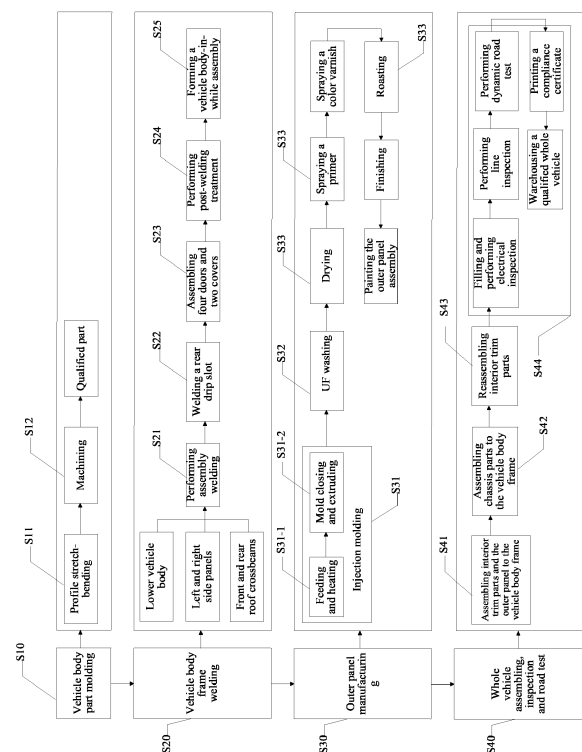 S10
Vehicle body
part molding
S11
Profile stretch-
bending
S12
Machining
Qualified part
S20
Vehicle body
frame
welding
Lower vehicle
body
Left and right
side panels
Front and rear
roof crossbeams
S21
Performing
assembly
welding
S22
Welding a rear
drip slot
S23
Assembling
four doors and
two covers
S24
Performing
post-welding
treatment
S25
Forming a
vehicle body-in-
while assembly
S30
Outer panel
manufacturin
g
S31-1
Feeding
and heating
S31-2
Mold closing
and extruding
Injection molding
S31
S32
UF washing
S33
Drying
S33
Spraying a
primer
Spraying a
color varnish
S33
Roasting
Finishing
Painting the
outer panel
assembly
S40
Whole
vehicle
assembling,
inspection
and road test
S41
Assembling interior
trim parts and the
outer panel to the
vehicle body frame
Assembling
chassis parts to
the vehicle body
frame
S42
S43
Reassembling
interior trim
parts
S44
Filling and
performing
electrical
inspection
Performing
line
inspection
Performing
dynamic road
test
Printing a
compliance
certificate
Warehousing a
qualified whole
vehicle